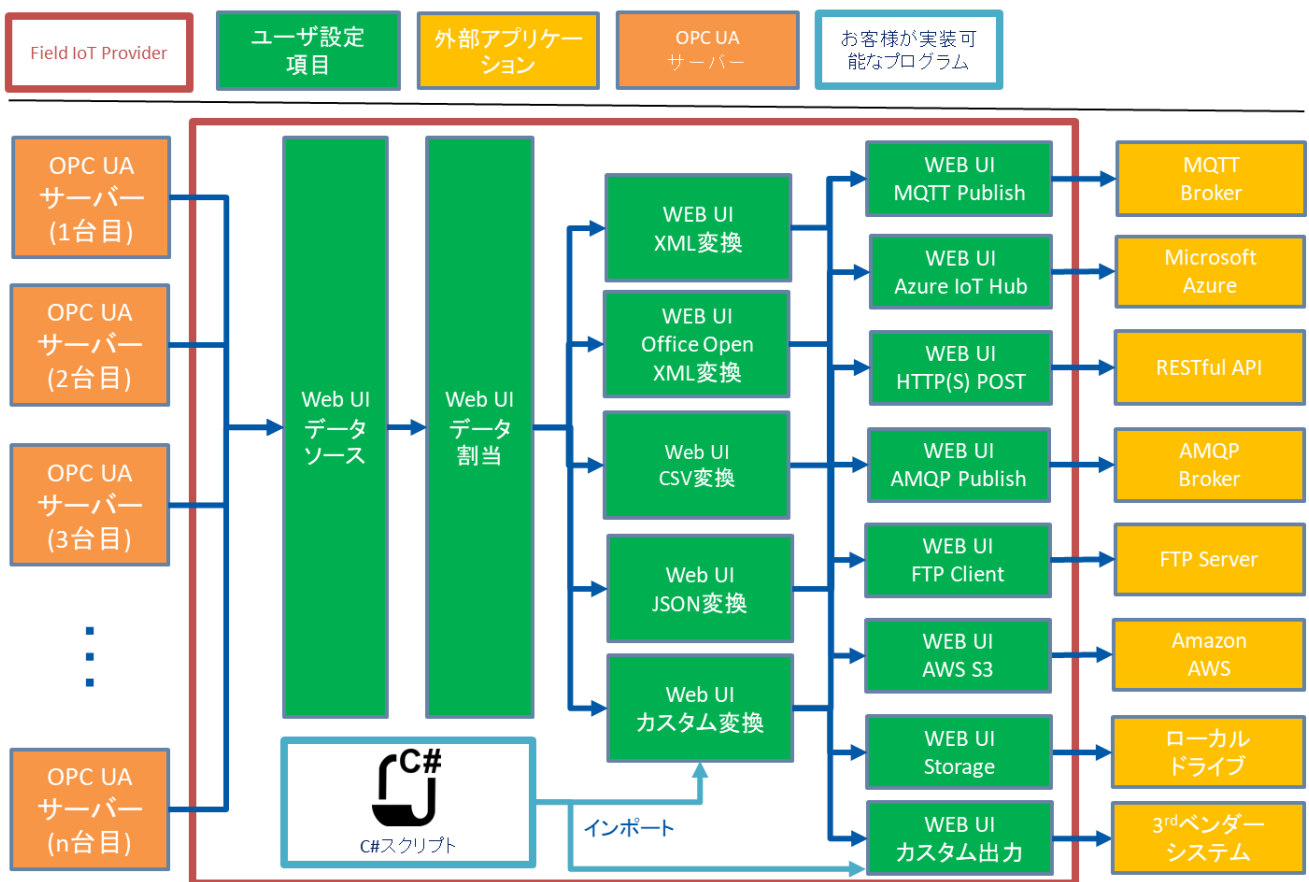 Field IoT Provider
ユーザ設定
項目
外部アプリケー
ション
OPC UA
サーバー
お客様が実装可
能なプログラム
OPC UA
サーバー
(1台目)
OPC UA
サーバー
(2台目)
OPC UA
サーバー
(3台目)
OPC UA
サーバー
(n台目)
Web UI
データ
ソース
Web UI
データ
割当
WEB UI
XML変換
WEB UI
Office Open
XML変換
Web UI
CSV変換
Web UI
JSON変換
Web UI
カスタム変換
C#
C#スクリプト
インポート
WEB UI
MQTT Publish
WEB UI
Azure IoT Hub
WEB UI
HTTP(S) POST
WEB UI
AMQP Publish
WEB UI
FTP Client
WEB UI
AWS S3
WEB UI
Storage
WEB UI
カスタム出力
MQTT
Broker
Microsoft
Azure
RESTful API
AMQP
Broker
FTP Server
Amazon
AWS
ローカル
ドライブ
3rdベンダー
システム